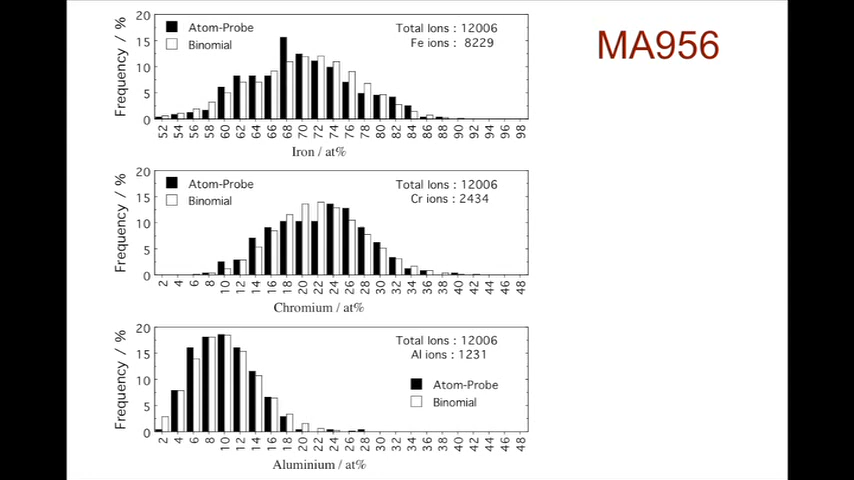 MA956
20
15
10
5
0
Frequency / %
Atom-Probe
Binomial
Total Ions : 12006
Fe ions : 8229
52 54 56 58 60 62 64 66 68 70 72 74 76 78 80 82 84 86 88 90 92 94 96 98
Iron / at%
20
15
10
5
0
Frequency / %
Atom-Probe
Binomial
Total Ions : 12006
Cr ions : 2434
2 4 6 8 10 12 14 16 18 20 22 24 26 28 30 32 34 36 38 40 42 44 46 48
Chromium / at%
20
15
10
5
0
Frequency / %
Total Ions : 12006
Al ions : 1231
Atom-Probe
Binomial
2 4 6 8 10 12 14 16 18 20 22 24 26 28 30 32 34 36 38 40 42 44 46 48
Aluminium / at%